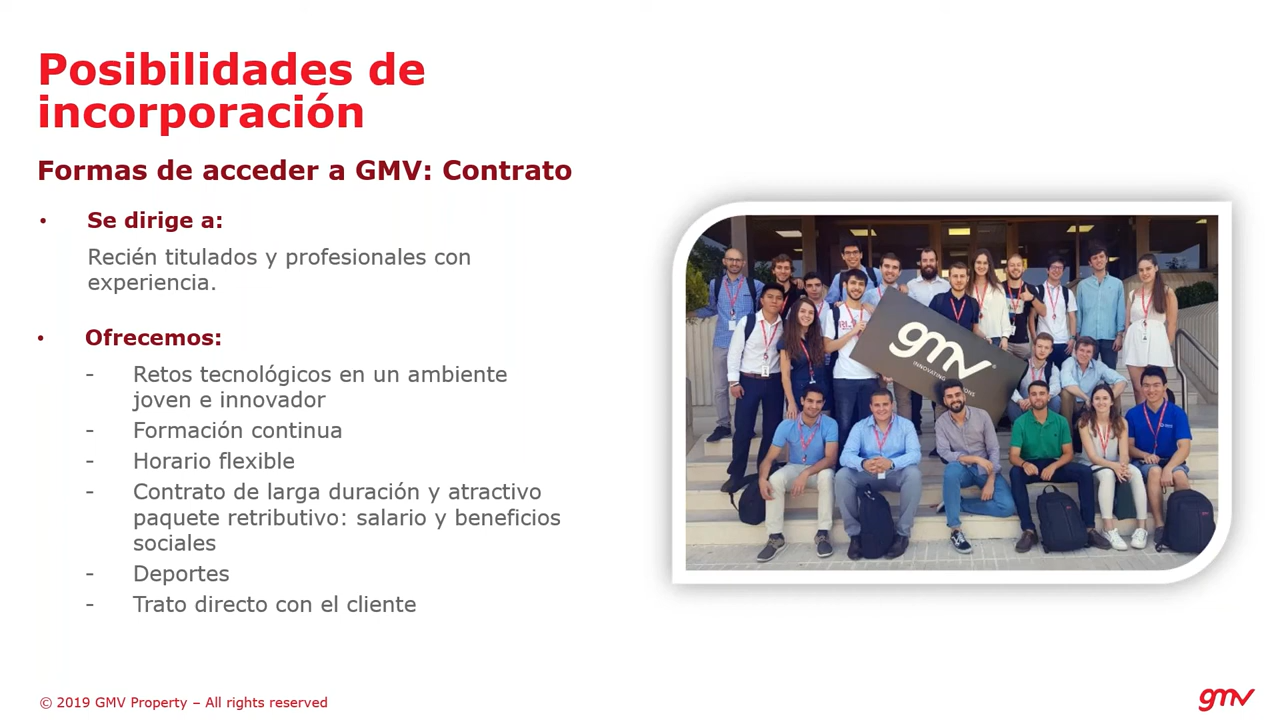 Posibilidades de
incorporación
Formas de acceder a GMV: Contrato
• Se dirige a:
Recién titulados y profesionales con
experiencia.
• Ofrecemos:
- Retos tecnológicos en un ambiente
joven e innovador
- Formación continua
- Horario flexible
- Contrato de larga duración y atractivo
paquete retributivo: salario y beneficios
sociales
- Deportes
- Trato directo con el cliente
gmv®
INNOVATING
© 2019 GMV Property – All rights reserved
gmv